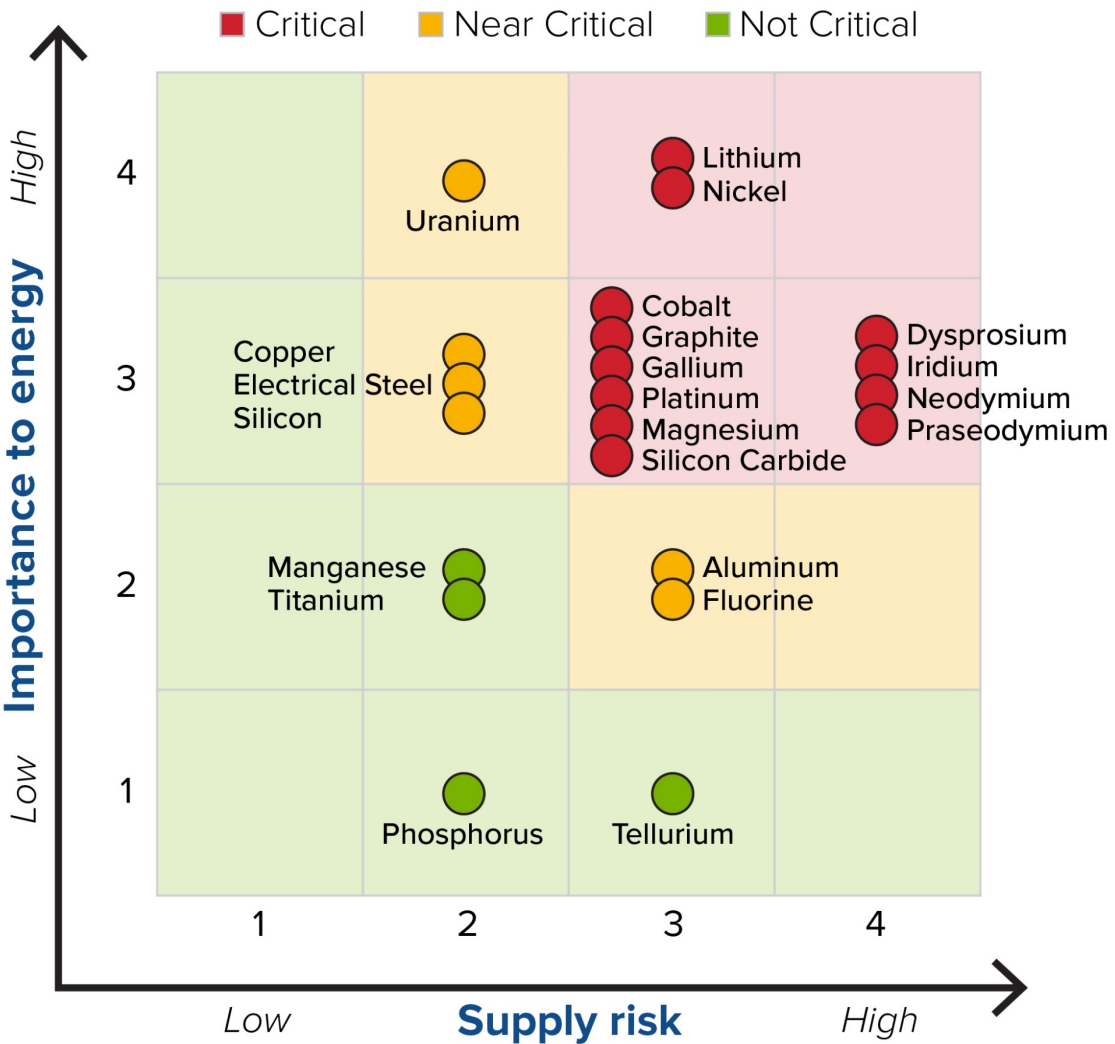 Critical Near Critical Not Critical
High
Importance to energy
Low
4
Uranium
Lithium
Nickel
3
Copper
Electrical Steel
Silicon
Cobalt
Graphite
Gallium
Platinum
Magnesium
Silicon Carbide
Dysprosium
Iridium
Neodymium
Praseodymium
2
Manganese
Titanium
Aluminum
Fluorine
1
Phosphorus
Tellurium
1 2 3 4
Low Supply risk High